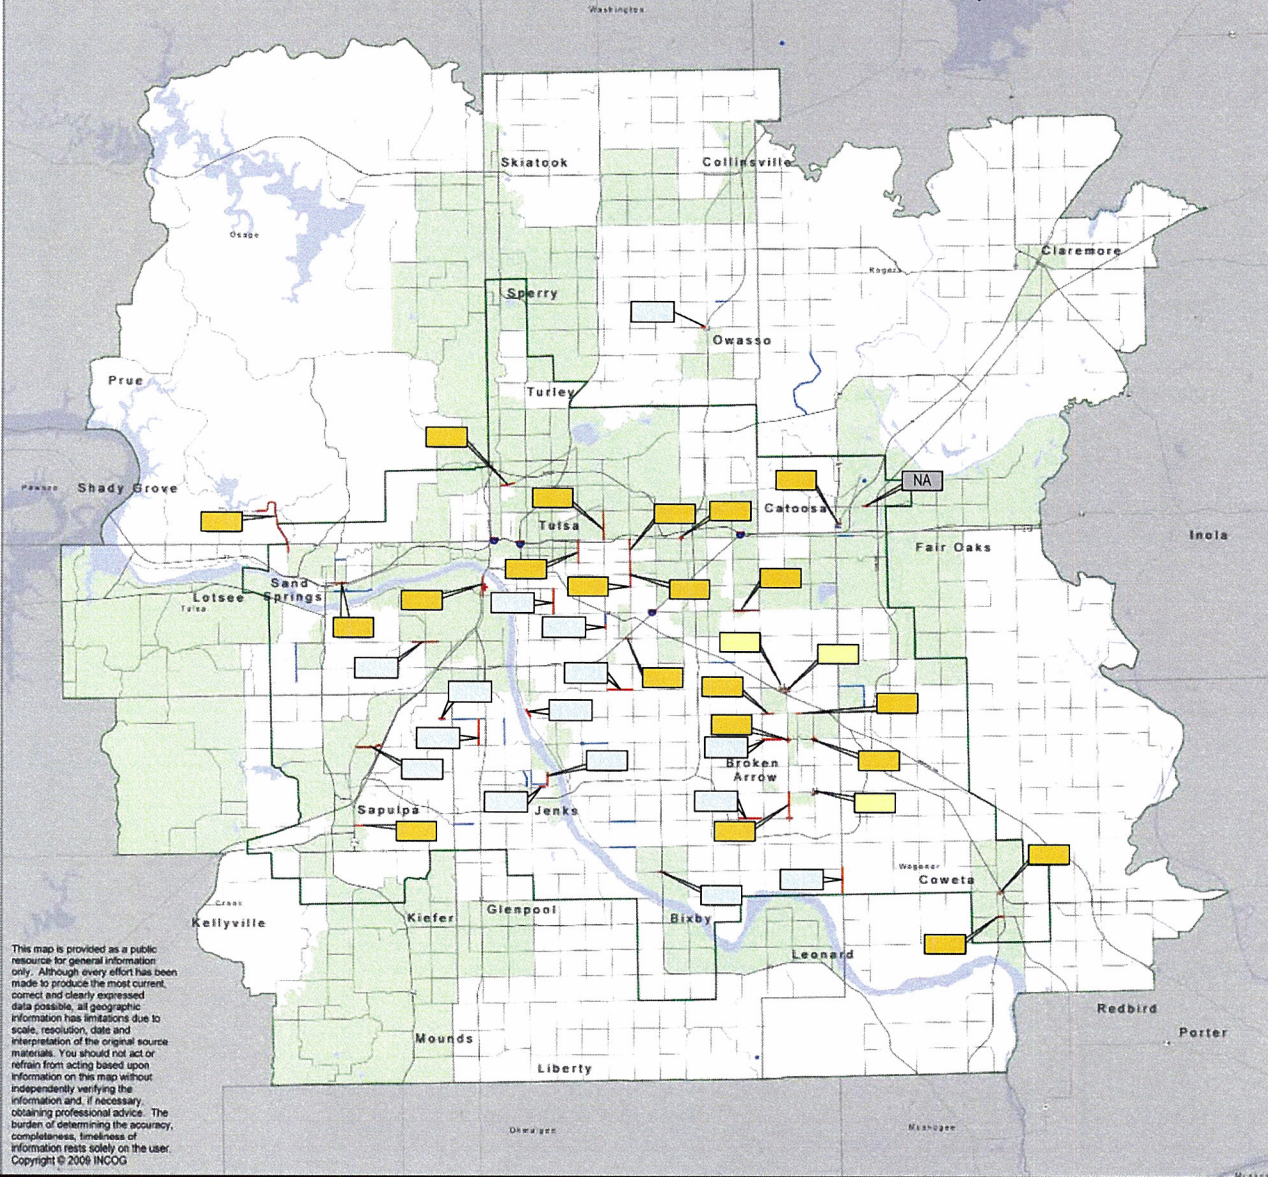 Washington
Skiatook
Collinsville
Osage
Claremore
Rogers
Sperry
Owasso
Prue
Turley
Pawnee
Shady Grove
NA
Catoosa
Tulsa
Inola
Fair Oaks
Sand
Springs
Lotsee
Tulsa
Broken
Arrow
Sapulpa
Jenks
Wagoner
Coweta
Creek
Kellyville
Kiefer
Glenpool
Bixby
Leonard
This map is provided as a public
resource for general information
only. Although every effort has been
made to produce the most current,
correct and clearly expressed
data possible, all geographic
information has limitations due to
scale, resolution, date and
interpretation of the original source
materials. You should not act or
refrain from acting based upon
information on this map without
independently verifying the
information and, if necessary,
obtaining professional advice. The
burden of determining the accuracy,
completeness, timeliness of
information rests solely on the user.
Copyright © 2009 INCOG
Redbird
Porter
Mounds
Liberty
Okmulgee
Muskogee